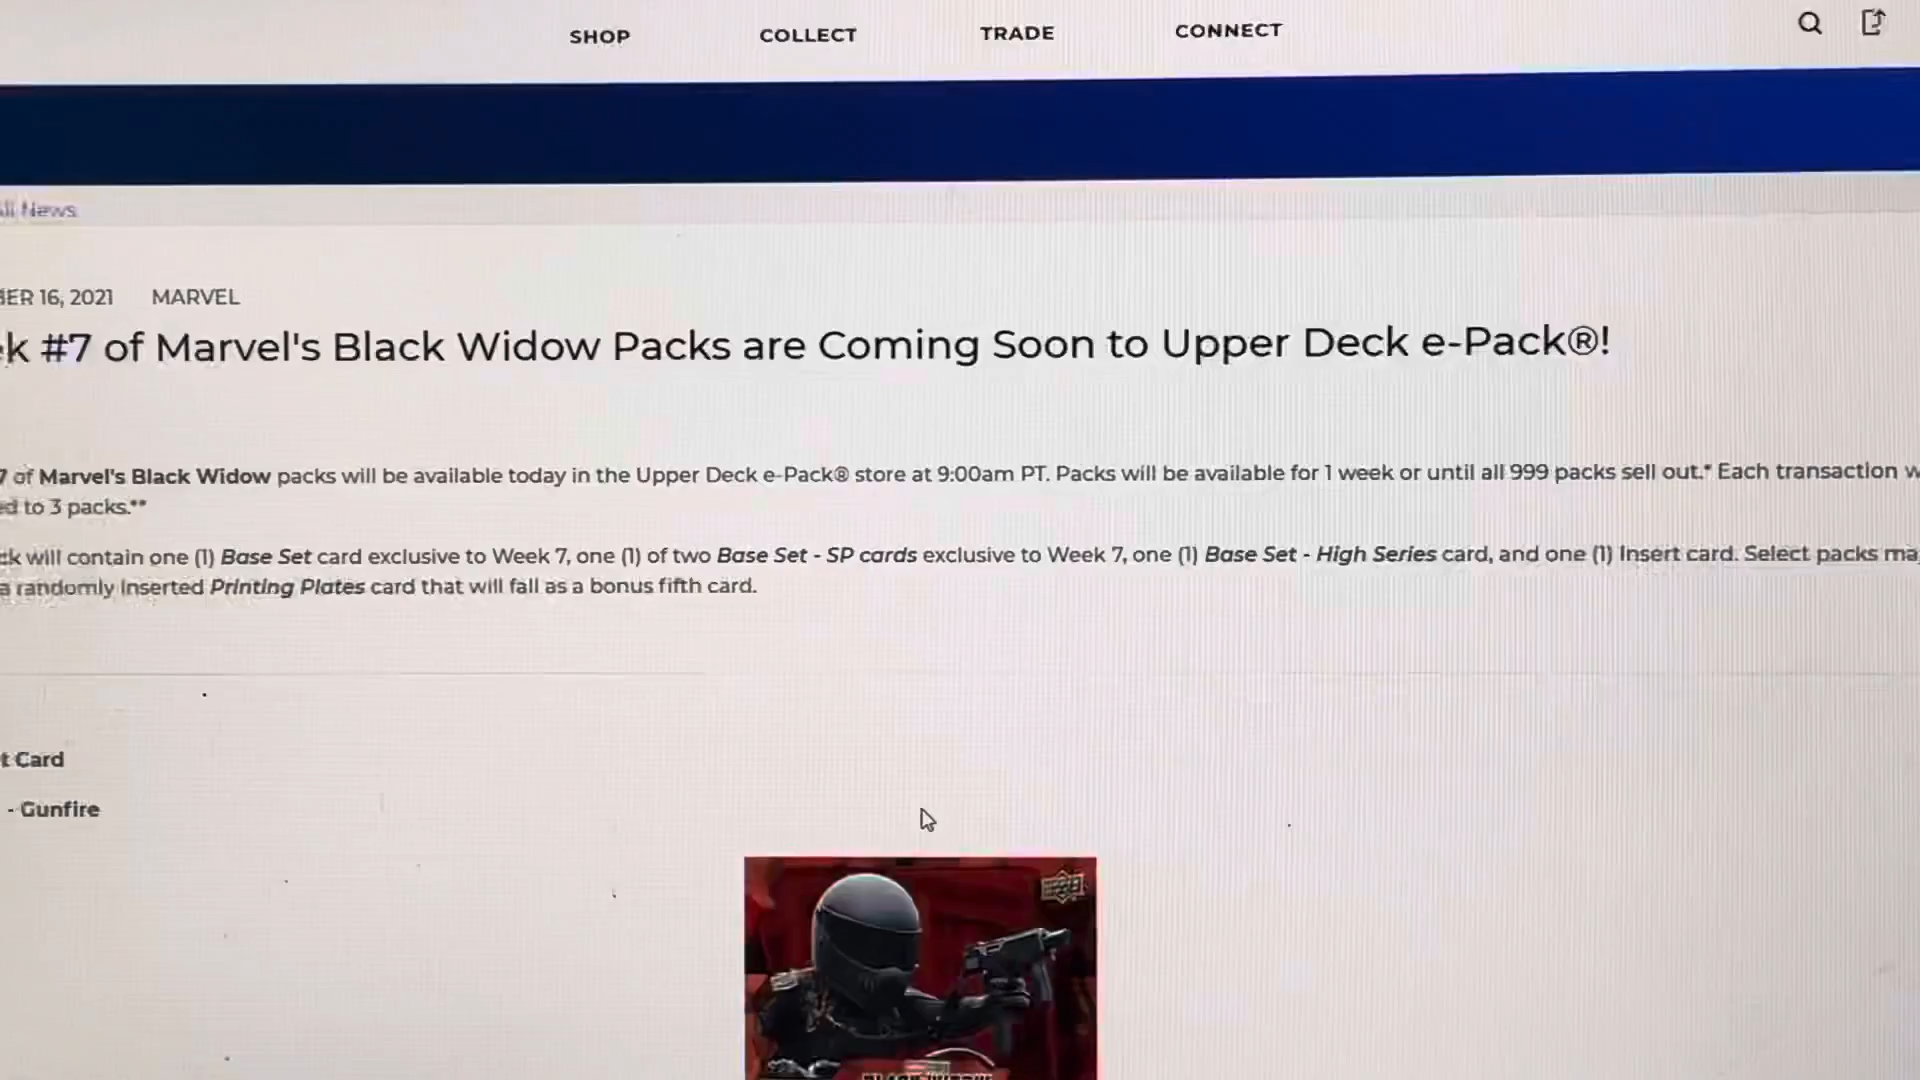 SHOP COLLECT TRADE CONNECT
All News
BER 16, 2021 MARVEL
ek #7 of Marvel's Black Widow Packs are Coming Soon to Upper Deck e-Pack®!
7 of Marvel's Black Widow packs will be available today in the Upper Deck e-Pack® store at 9:00am PT. Packs will be available for 1 week or until all 999 packs sell out.* Each transaction w
ed to 3 packs.**
ck will contain one (1) Base Set card exclusive to Week 7, one (1) of two Base Set - SP cards exclusive to Week 7, one (1) Base Set - High Series card, and one (1) Insert card. Select packs ma
a randomly inserted Printing Plates card that will fall as a bonus fifth card.
t Card
- Gunfire